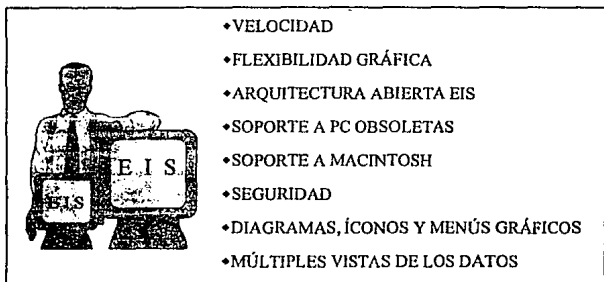 ◆VELOCIDAD
◆FLEXIBILIDAD GRÁFICA
◆ARQUITECTURA ABIERTA EIS
◆SOPORTE A PC OBSOLETAS
◆SOPORTE A MACINTOSH
◆SEGURIDAD
◆DIAGRAMAS, ÍCONOS Y MENÚS GRÁFICOS
◆MÚLTIPLES VISTAS DE LOS DATOS
E I S
EIS